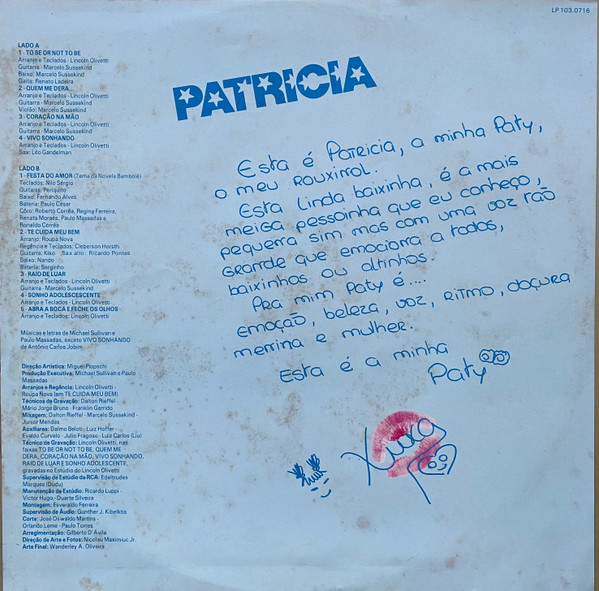 LP 103.0716
PATRICIA
LADO A
1 - TO BE OR NOT TO BE
Arranjo e Teclados - Lincoln Olivetti
Guitarra - Marcelo Sussekind
Baixo: Marcelo Sussekind
Gaita: Renato Ladeira
2 - QUEM ME DERA...
Arranjo e Teclados - Lincoln Olivetti
Guitarra - Marcelo Sussekind
Violão: Marcelo Sussekind
3 - CORAÇÃO NA MÃO
Arranjo e Teclados - Lincoln Olivetti
Guitarra - Marcelo Sussekind
4 - VIVO SONHANDO
Arranjo e Teclados - Lincoln Olivetti
Sax: Léo Gandelman
LADO B
1 - FESTA DO AMOR (Tema da Novela Bambolê)
Teclados: Nilo Sérgio
Guitarra: Periquito
Baixo: Fernando Alves
Bateria: Paulo César
Côro: Roberto Corrêa, Regina Ferreira,
Renata Moraes, Paulo Massadas e
Ronaldo Corrêa
2 - TE CUIDA MEU BEM
Arranjo: Roupa Nova
Regência e Teclados: Cleberson Horsth
Guitarra: Kiko Sax alto: Ricardo Pontes
Baixo: Nando
Bateria: Serginho
3 - RAIO DE LUAR
Arranjo e Teclados - Lincoln Olivetti
Guitarra - Marcelo Sussekind
4 - SONHO ADOLESCESCENTE
Arranjo e Teclados - Lincoln Olivetti
5 - ABRA A BOCA E FECHE OS OLHOS
Arranjo e Teclados: Lincoln Olivetti
Músicas e letras de Michael Sullivan e
Paulo Massadas, exceto VIVO SONHANDO
de Antônio Carlos Jobim
Direção Artística: Miguel Plopschi
Produção Executiva: Michael Sullivan e Paulo
Massadas
Arranjos e Regência: Lincoln Olivetti -
Roupa Nova (em TE CUIDA MEU BEM)
Técnicos de Gravação: Dalton Rieffel -
Mário Jorge Bruno - Franklin Garrido
Mixagem: Dalton Rieffel - Marcelo Sussekind -
Junior Mendes
Auxiliares: Dalmo Beloti - Luiz Hoffer -
Evaldo Curvelo - Julio Fragoso - Luiz Carlos (Liu)
Técnico de Gravação: Lincoln Olivetti, nas
faixas TO BE OR NOT TO BE, QUEM ME
DERA, CORAÇÃO NA MÃO, VIVO SONHANDO,
RAIO DE LUAR E SONHO ADOLESCENTE,
gravadas no Estúdio do Lincoln Olivetti
Supervisão de Estúdio da RCA: Edeltrudes
Marques (Dudu)
Manutenção de Estúdio: Ricardo Luppi -
Victor Hugo - Duarte Silveira
Montagem: Esveraldo Ferreira
Supervisão de Áudio: Gunther J. Kibelkstis
Corte: José Oswaldo Martins -
Orlando Leme - Paulo Torres
Arregimentação: Gilberto D'Ávila
Direção de Arte e Fotos: Nicolau Maximiuc Jr.
Arte Final: Wanderley A. Oliveira
Esta é Patricia, a minha Paty,
o meu rouxinol.
Esta linda baixinha, é a mais
meiga pessoinha que eu conheço,
pequena sim mas com uma voz tão
grande que emociona a todos,
baixinhos ou altinhos.
Pra mim Paty é....
emoção, beleza, voz, ritmo, doçura
menina e mulher.
Esta é a minha
Paty
Xuxa